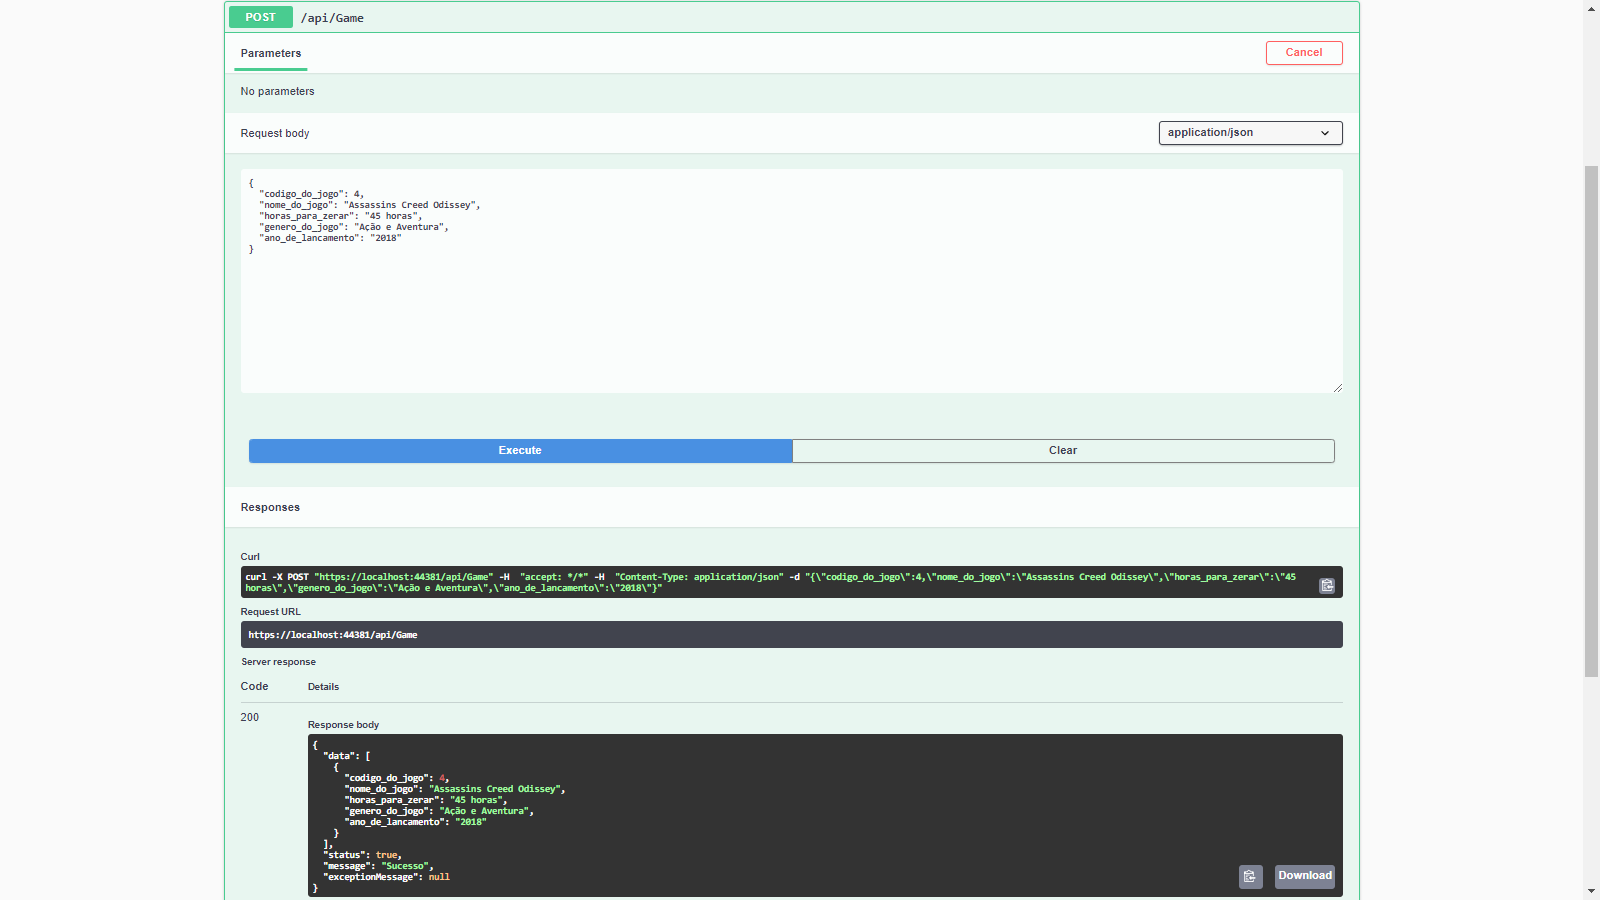 POST /api/Game
Parameters
Cancel
No parameters
Request body
application/json
{
"codigo_do_jogo": 4,
"nome_do_jogo": "Assassins Creed Odissey",
"horas_para_zerar": "45 horas",
"genero_do_jogo": "Ação e Aventura",
"ano_de_lancamento": "2018"
}
Execute
Clear
Responses
Curl
curl -X POST "https://localhost:44381/api/Game" -H  "accept: */*" -H  "Content-Type: application/json" -d "{\"codigo_do_jogo\":4,\"nome_do_jogo\":\"Assassins Creed Odissey\",\"horas_para_zerar\":\"45
horas\",\"genero_do_jogo\":\"Ação e Aventura\",\"ano_de_lancamento\":\"2018\"}"
Request URL
https://localhost:44381/api/Game
Server response
Code Details
200
Response body
{
"data": [
{
"codigo_do_jogo": 4,
"nome_do_jogo": "Assassins Creed Odissey",
"horas_para_zerar": "45 horas",
"genero_do_jogo": "Ação e Aventura",
"ano_de_lancamento": "2018"
}
],
"status": true,
"message": "Sucesso",
"exceptionMessage": null
}
Download